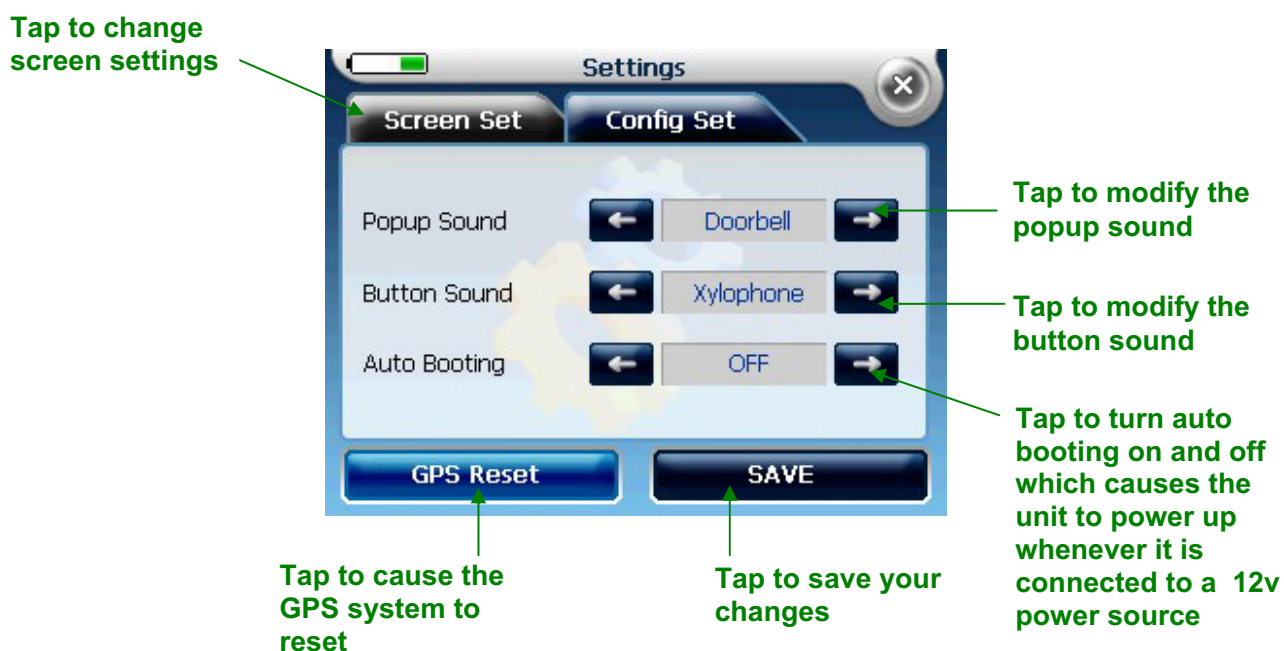 Tap to change
screen settings
Settings
Screen Set
Config Set
Popup Sound
Doorbell
Tap to modify the
popup sound
Button Sound
Xylophone
Tap to modify the
button sound
Auto Booting
OFF
Tap to turn auto
booting on and off
which causes the
unit to power up
whenever it is
connected to a 12v
power source
GPS Reset
SAVE
Tap to cause the
GPS system to
reset
Tap to save your
changes